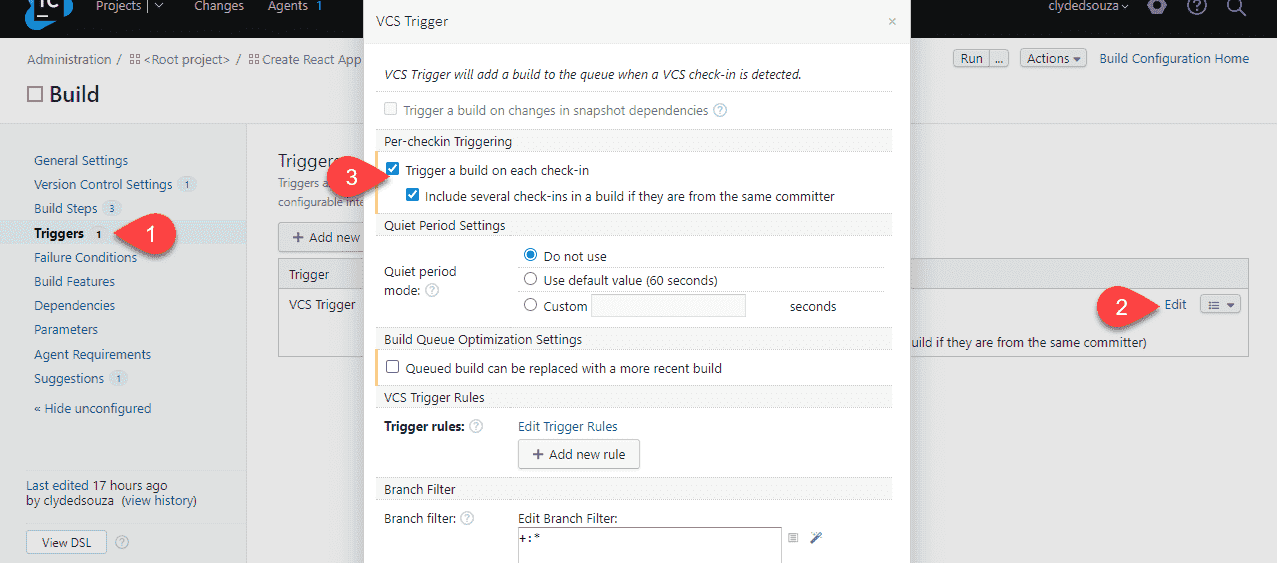 TC
Projects
Changes
Agents 1
clydedsouza
VCS Trigger
×
Administration / <Root project> / Create React App
Run ...
Actions
Build Configuration Home
Build
VCS Trigger will add a build to the queue when a VCS check-in is detected.
Trigger a build on changes in snapshot dependencies ?
Per-checkin Triggering
Trigger a build on each check-in
Include several check-ins in a build if they are from the same committer
Quiet Period Settings
Quiet period mode: ?
Do not use
Use default value (60 seconds)
Custom
seconds
Build Queue Optimization Settings
Queued build can be replaced with a more recent build
VCS Trigger Rules
Trigger rules: ?
Edit Trigger Rules
+ Add new rule
Branch Filter
Branch filter: ?
Edit Branch Filter:
+:*
General Settings
Version Control Settings 1
Build Steps 3
Triggers 1
Failure Conditions
Build Features
Dependencies
Parameters
Agent Requirements
Suggestions 1
« Hide unconfigured
Last edited 17 hours ago
by clydedsouza (view history)
View DSL ?
Triggers
Triggers a
configurable inte
+ Add new
Trigger
VCS Trigger
Edit
uild if they are from the same committer)
1
2
3